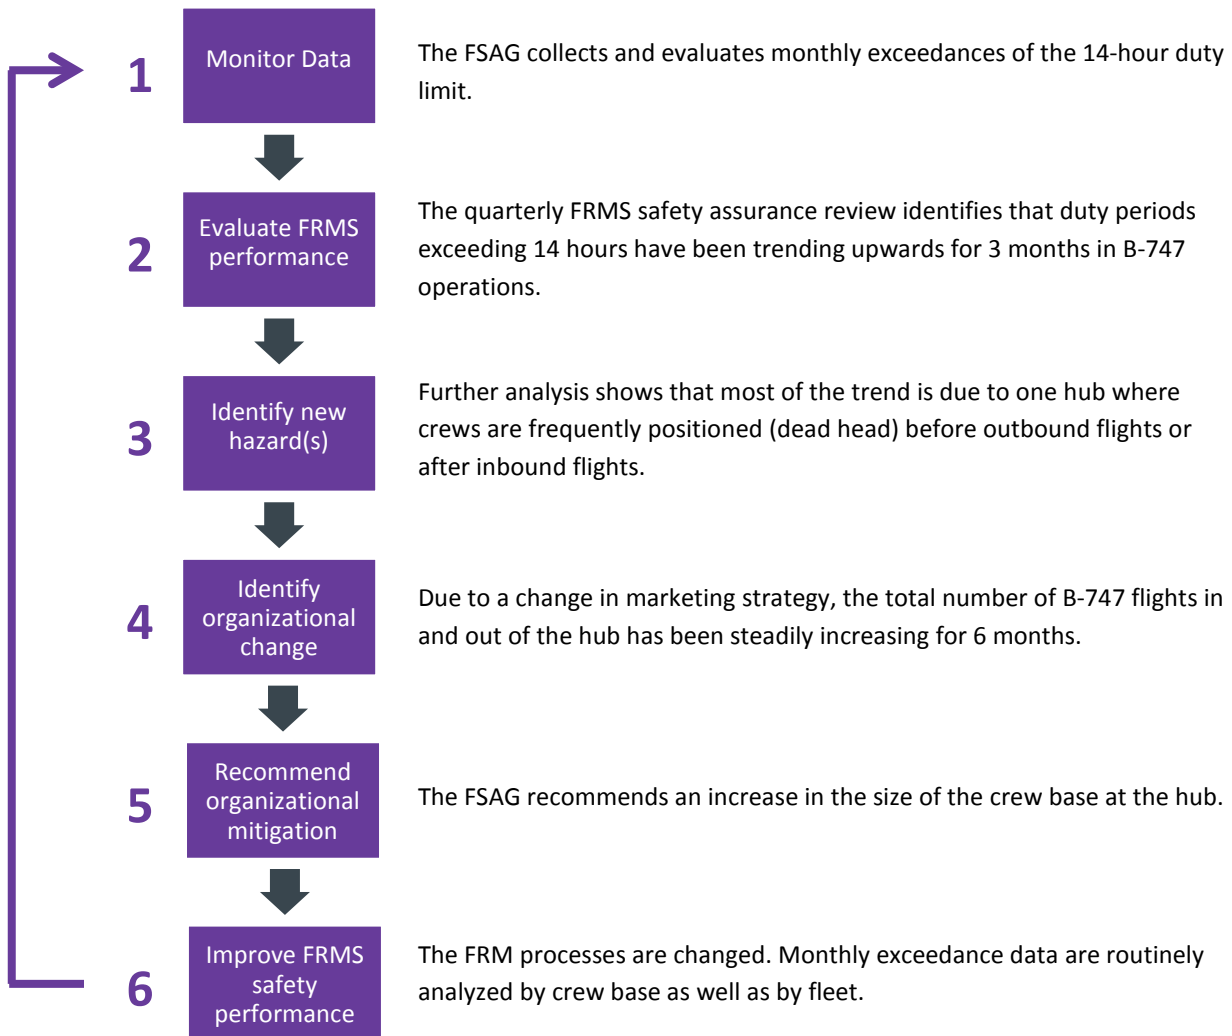 1
Monitor Data
The FSAG collects and evaluates monthly exceedances of the 14-hour duty
limit.
2
Evaluate FRMS
performance
The quarterly FRMS safety assurance review identifies that duty periods
exceeding 14 hours have been trending upwards for 3 months in B-747
operations.
3
Identify new
hazard(s)
Further analysis shows that most of the trend is due to one hub where
crews are frequently positioned (dead head) before outbound flights or
after inbound flights.
4
Identify
organizational
change
Due to a change in marketing strategy, the total number of B-747 flights in
and out of the hub has been steadily increasing for 6 months.
5
Recommend
organizational
mitigation
The FSAG recommends an increase in the size of the crew base at the hub.
6
Improve FRMS
safety
performance
The FRM processes are changed. Monthly exceedance data are routinely
analyzed by crew base as well as by fleet.